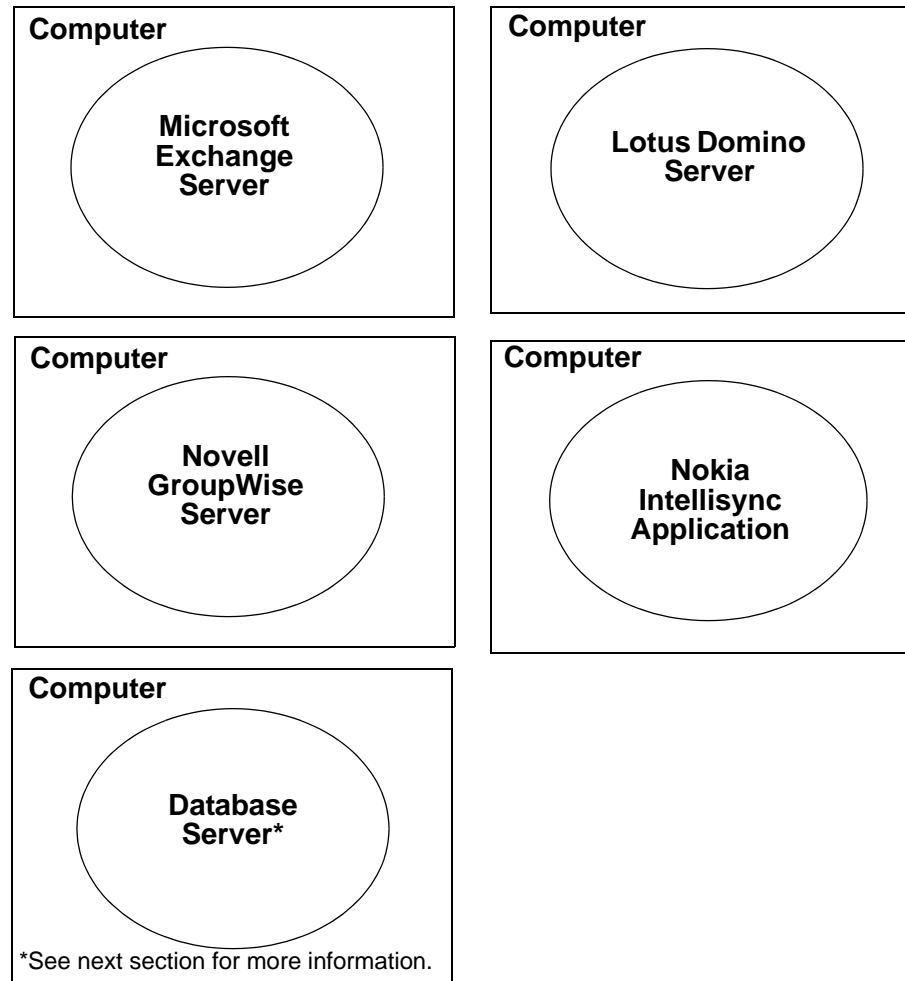 Computer
Microsoft
Exchange
Server
Computer
Lotus Domino
Server
Computer
Novell
GroupWise
Server
Computer
Nokia
Intellisync
Application
Computer
Database
Server*
*See next section for more information.